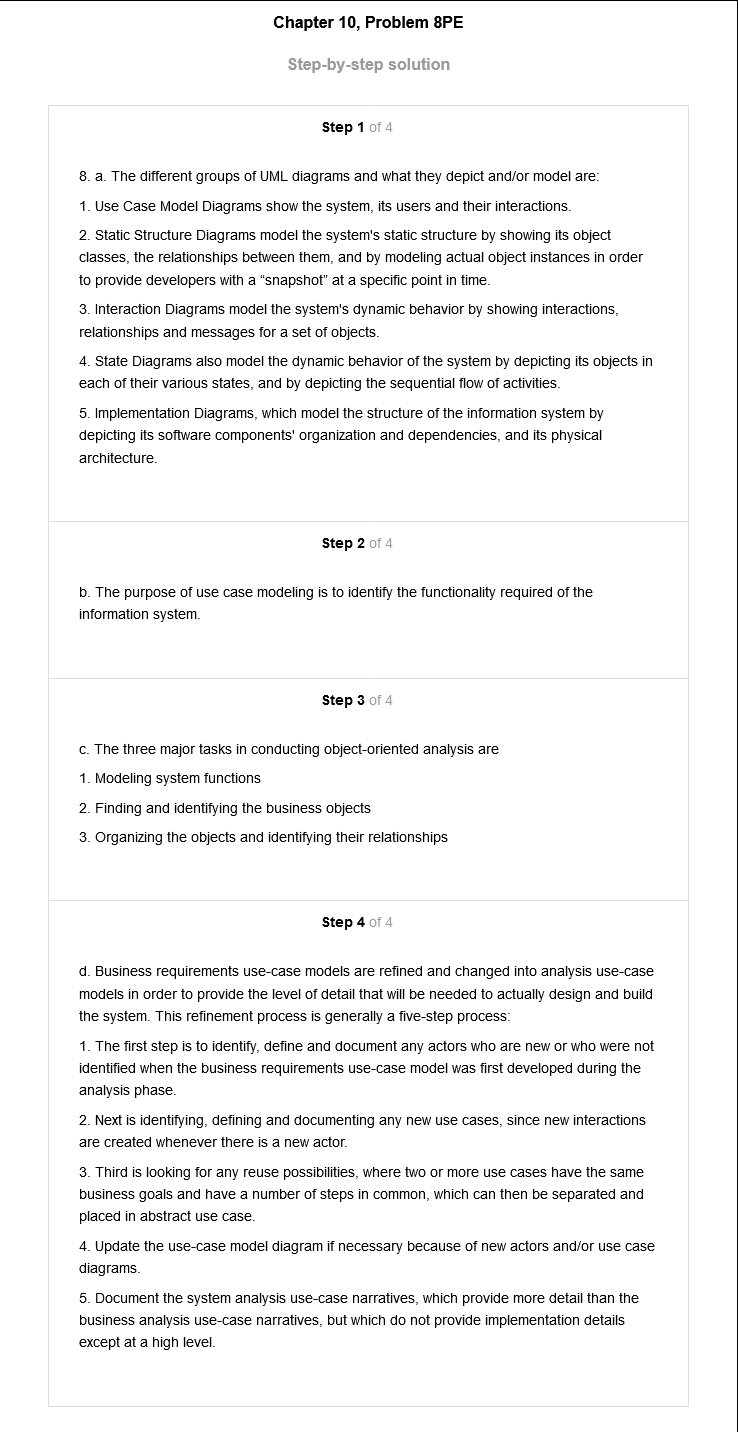 Chapter 10, Problem 8PE
Step-by-step solution
Step 1 of 4
8. a. The different groups of UML diagrams and what they depict and/or model are:
1. Use Case Model Diagrams show the system, its users and their interactions.
2. Static Structure Diagrams model the system's static structure by showing its object
classes, the relationships between them, and by modeling actual object instances in order
to provide developers with a “snapshot” at a specific point in time.
3. Interaction Diagrams model the system's dynamic behavior by showing interactions,
relationships and messages for a set of objects.
4. State Diagrams also model the dynamic behavior of the system by depicting its objects in
each of their various states, and by depicting the sequential flow of activities.
5. Implementation Diagrams, which model the structure of the information system by
depicting its software components' organization and dependencies, and its physical
architecture.
Step 2 of 4
b. The purpose of use case modeling is to identify the functionality required of the
information system.
Step 3 of 4
c. The three major tasks in conducting object-oriented analysis are
1. Modeling system functions
2. Finding and identifying the business objects
3. Organizing the objects and identifying their relationships
Step 4 of 4
d. Business requirements use-case models are refined and changed into analysis use-case
models in order to provide the level of detail that will be needed to actually design and build
the system. This refinement process is generally a five-step process:
1. The first step is to identify, define and document any actors who are new or who were not
identified when the business requirements use-case model was first developed during the
analysis phase.
2. Next is identifying, defining and documenting any new use cases, since new interactions
are created whenever there is a new actor.
3. Third is looking for any reuse possibilities, where two or more use cases have the same
business goals and have a number of steps in common, which can then be separated and
placed in abstract use case.
4. Update the use-case model diagram if necessary because of new actors and/or use case
diagrams.
5. Document the system analysis use-case narratives, which provide more detail than the
business analysis use-case narratives, but which do not provide implementation details
except at a high level.